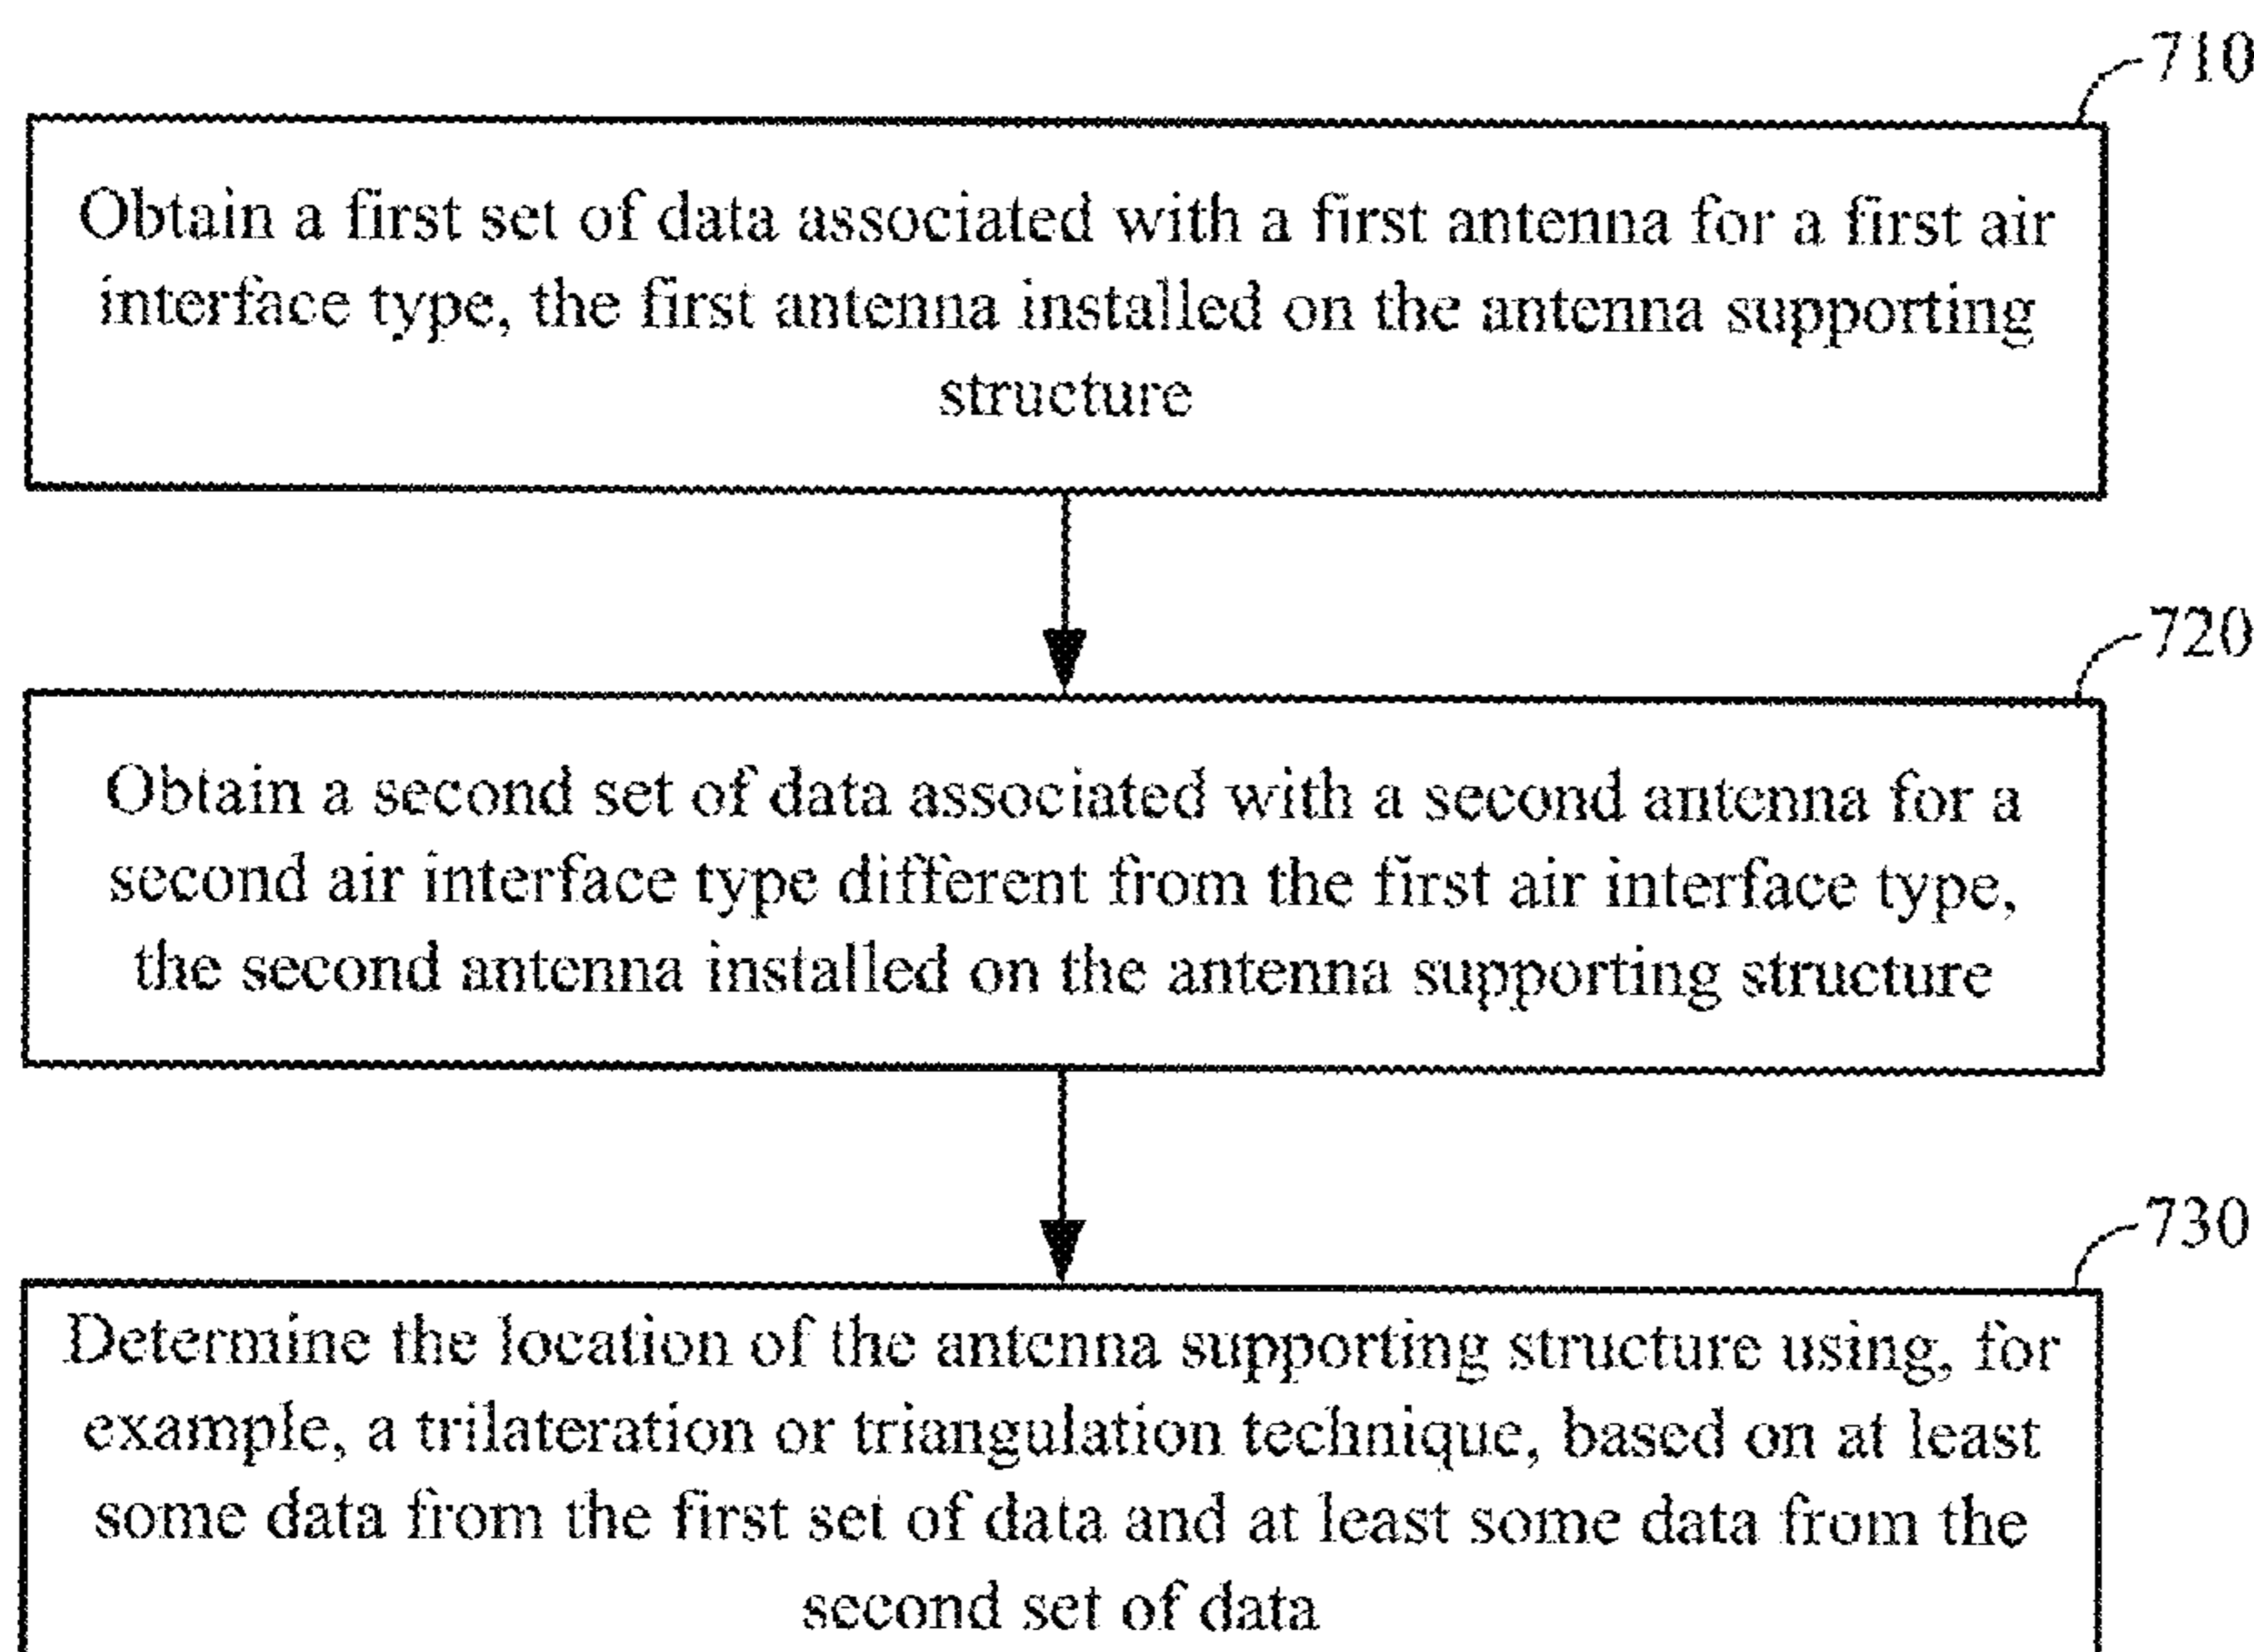 710
Obtain a first set of data associated with a first antenna for a first air
interface type, the first antenna installed on the antenna supporting
structure
720
Obtain a second set of data associated with a second antenna for a
second air interface type different from the first air interface type,
the second antenna installed on the antenna supporting structure
730
Determine the location of the antenna supporting structure using, for
example, a trilateration or triangulation technique, based on at least
some data from the first set of data and at least some data from the
second set of data